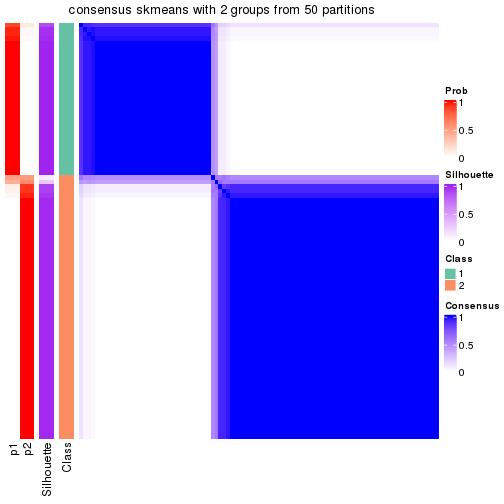 consensus skmeans with 2 groups from 50 partitions
Prob
1
0.5
0
Silhouette
1
0.5
0
Class
1
2
Consensus
1
0.5
0
p1
p2
Silhouette
Class